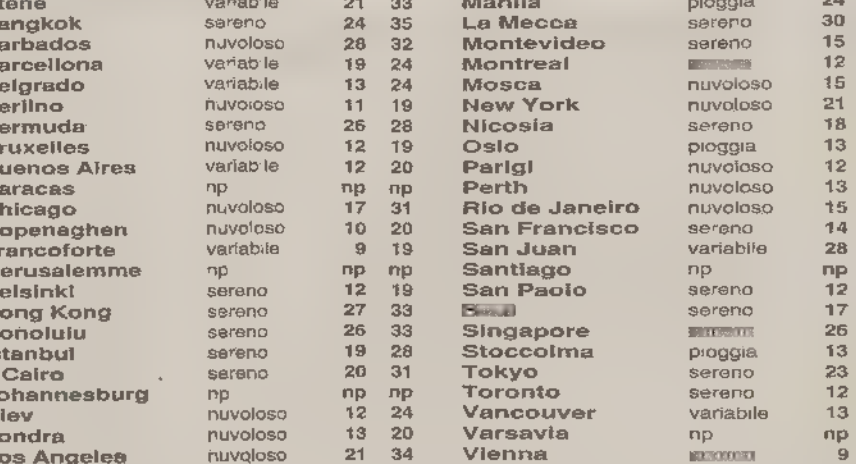 variabile 21 33
angkok sereno 24 35
arbados nuvoloso 28 32
arcellona variabile 19 24
elgrado variabile 13 24
erlino nuvoloso 11 19
ermuda sereno 26 28
ruxelles nuvoloso 12 19
uenos Aires variabile 12 20
aracas np np np
hicago nuvoloso 17 31
openaghen nuvoloso 10 20
rancoforte variabile 9 19
erusalemme np np np
elsinki sereno 12 19
ong Kong sereno 27 33
onolulu sereno 26 33
stanbul sereno 19 28
Cairo sereno 20 31
ohannesburg np np np
iev nuvoloso 12 24
ondra nuvoloso 13 20
os Angeles nuvoloso 21 34
Manila pioggia 24
La Mecca sereno 30
Montevideo sereno 15
Montreal 12
Mosca nuvoloso 15
New York nuvoloso 21
Nicosia sereno 18
Oslo pioggia 13
Parigi nuvoloso 12
Perth nuvoloso 13
Rio de Janeiro nuvoloso 15
San Francisco sereno 14
San Juan variabile 28
Santiago np np
San Paolo sereno 12
sereno 17
Singapore 26
Stoccolma pioggia 13
Tokyo sereno 23
Toronto sereno 12
Vancouver variabile 13
Varsavia np np
Vienna 9